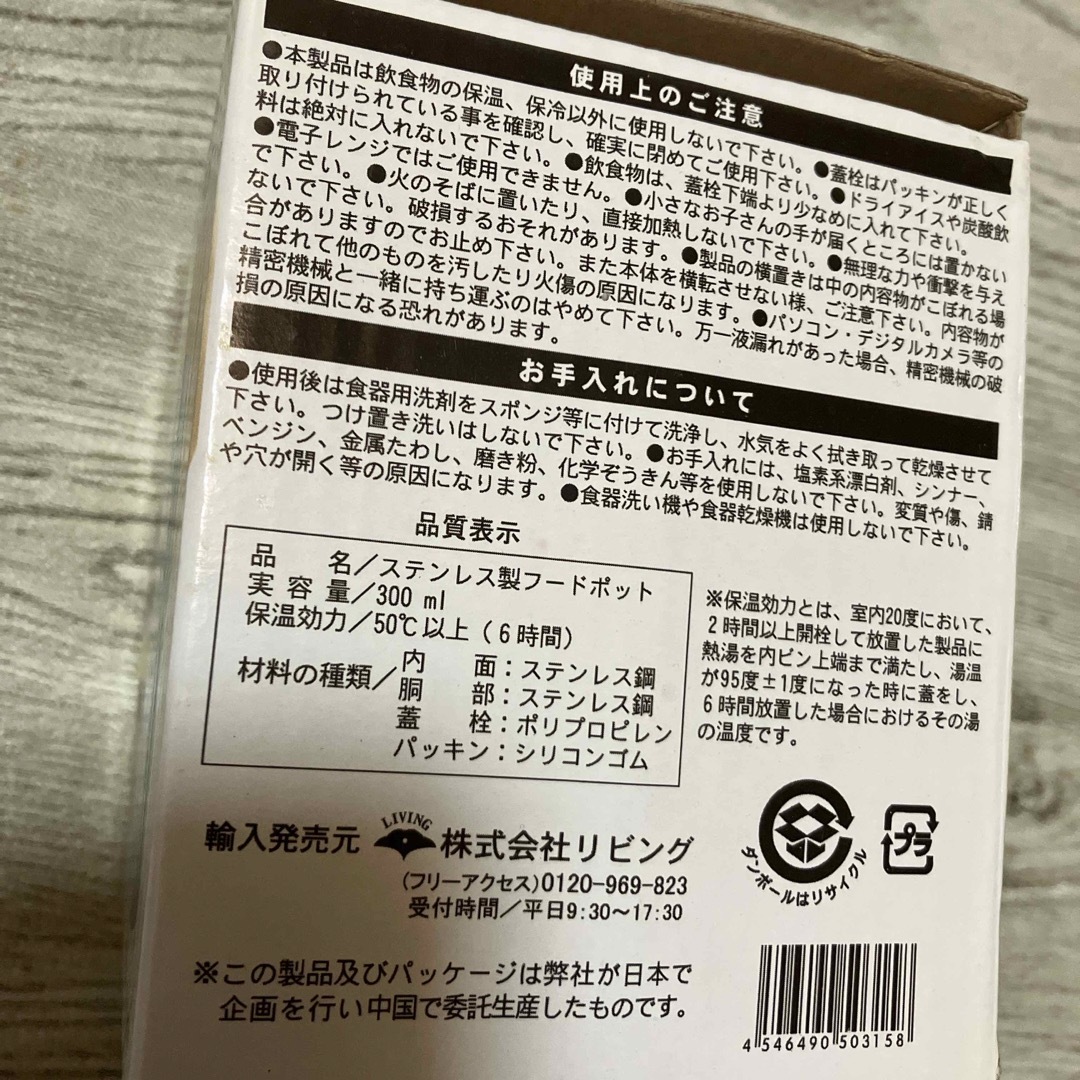 使用上のご注意
●本製品は飲食物の保温、保冷以外に使用しないで下さい。●蓋栓はパッキンが正しく
取り付けられている事を確認し、確実に閉めてご使用下さい。●ドライアイスや炭酸飲
料は絶対に入れないで下さい。●飲食物は、蓋栓下端より少なめに入れて下さい。
●電子レンジではご使用できません。●小さなお子さんの手が届くところには置かない
で下さい。●火のそばに置いたり、直接加熱しないで下さい。●無理な力や衝撃を与え
ないで下さい。破損するおそれがあります。●製品の横置きは中の内容物がこぼれる場
合がありますのでお止め下さい。また本体を横転させない様、ご注意下さい。内容物が
こぼれて他のものを汚したり火傷の原因になります。●パソコン・デジタルカメラ等の
精密機械と一緒に持ち運ぶのはやめて下さい。万一液漏れがあった場合、精密機械の破
損の原因になる恐れがあります。
お手入れについて
●使用後は食器用洗剤をスポンジ等に付けて洗浄し、水気をよく拭き取って乾燥させて
下さい。つけ置き洗いはしないで下さい。●お手入れには、塩素系漂白剤、シンナー、
ベンジン、金属たわし、磨き粉、化学ぞうきん等を使用しないで下さい。変質や傷、錆
や穴が開く等の原因になります。●食器洗い機や食器乾燥機は使用しないで下さい。
品質表示
品名／ステンレス製フードポット
実容量／300 ml
保温効力／50℃以上(6時間)
材料の種類／内面：ステンレス鋼
胴部：ステンレス鋼
蓋栓：ポリプロピレン
パッキン：シリコンゴム
※保温効力とは、室内20度において、
2時間以上開栓して放置した製品に
熱湯を内ビン上端まで満たし、湯温
が95度±1度になった時に蓋をし、
6時間放置した場合におけるその湯
の温度です。
輸入発売元 LIVING 株式会社リビング
(フリーアクセス)0120-969-823
受付時間／平日9:30〜17:30
ダンボールはリサイクル
プラ
※この製品及びパッケージは弊社が日本で
企画を行い中国で委託生産したものです。
4 546490 503158